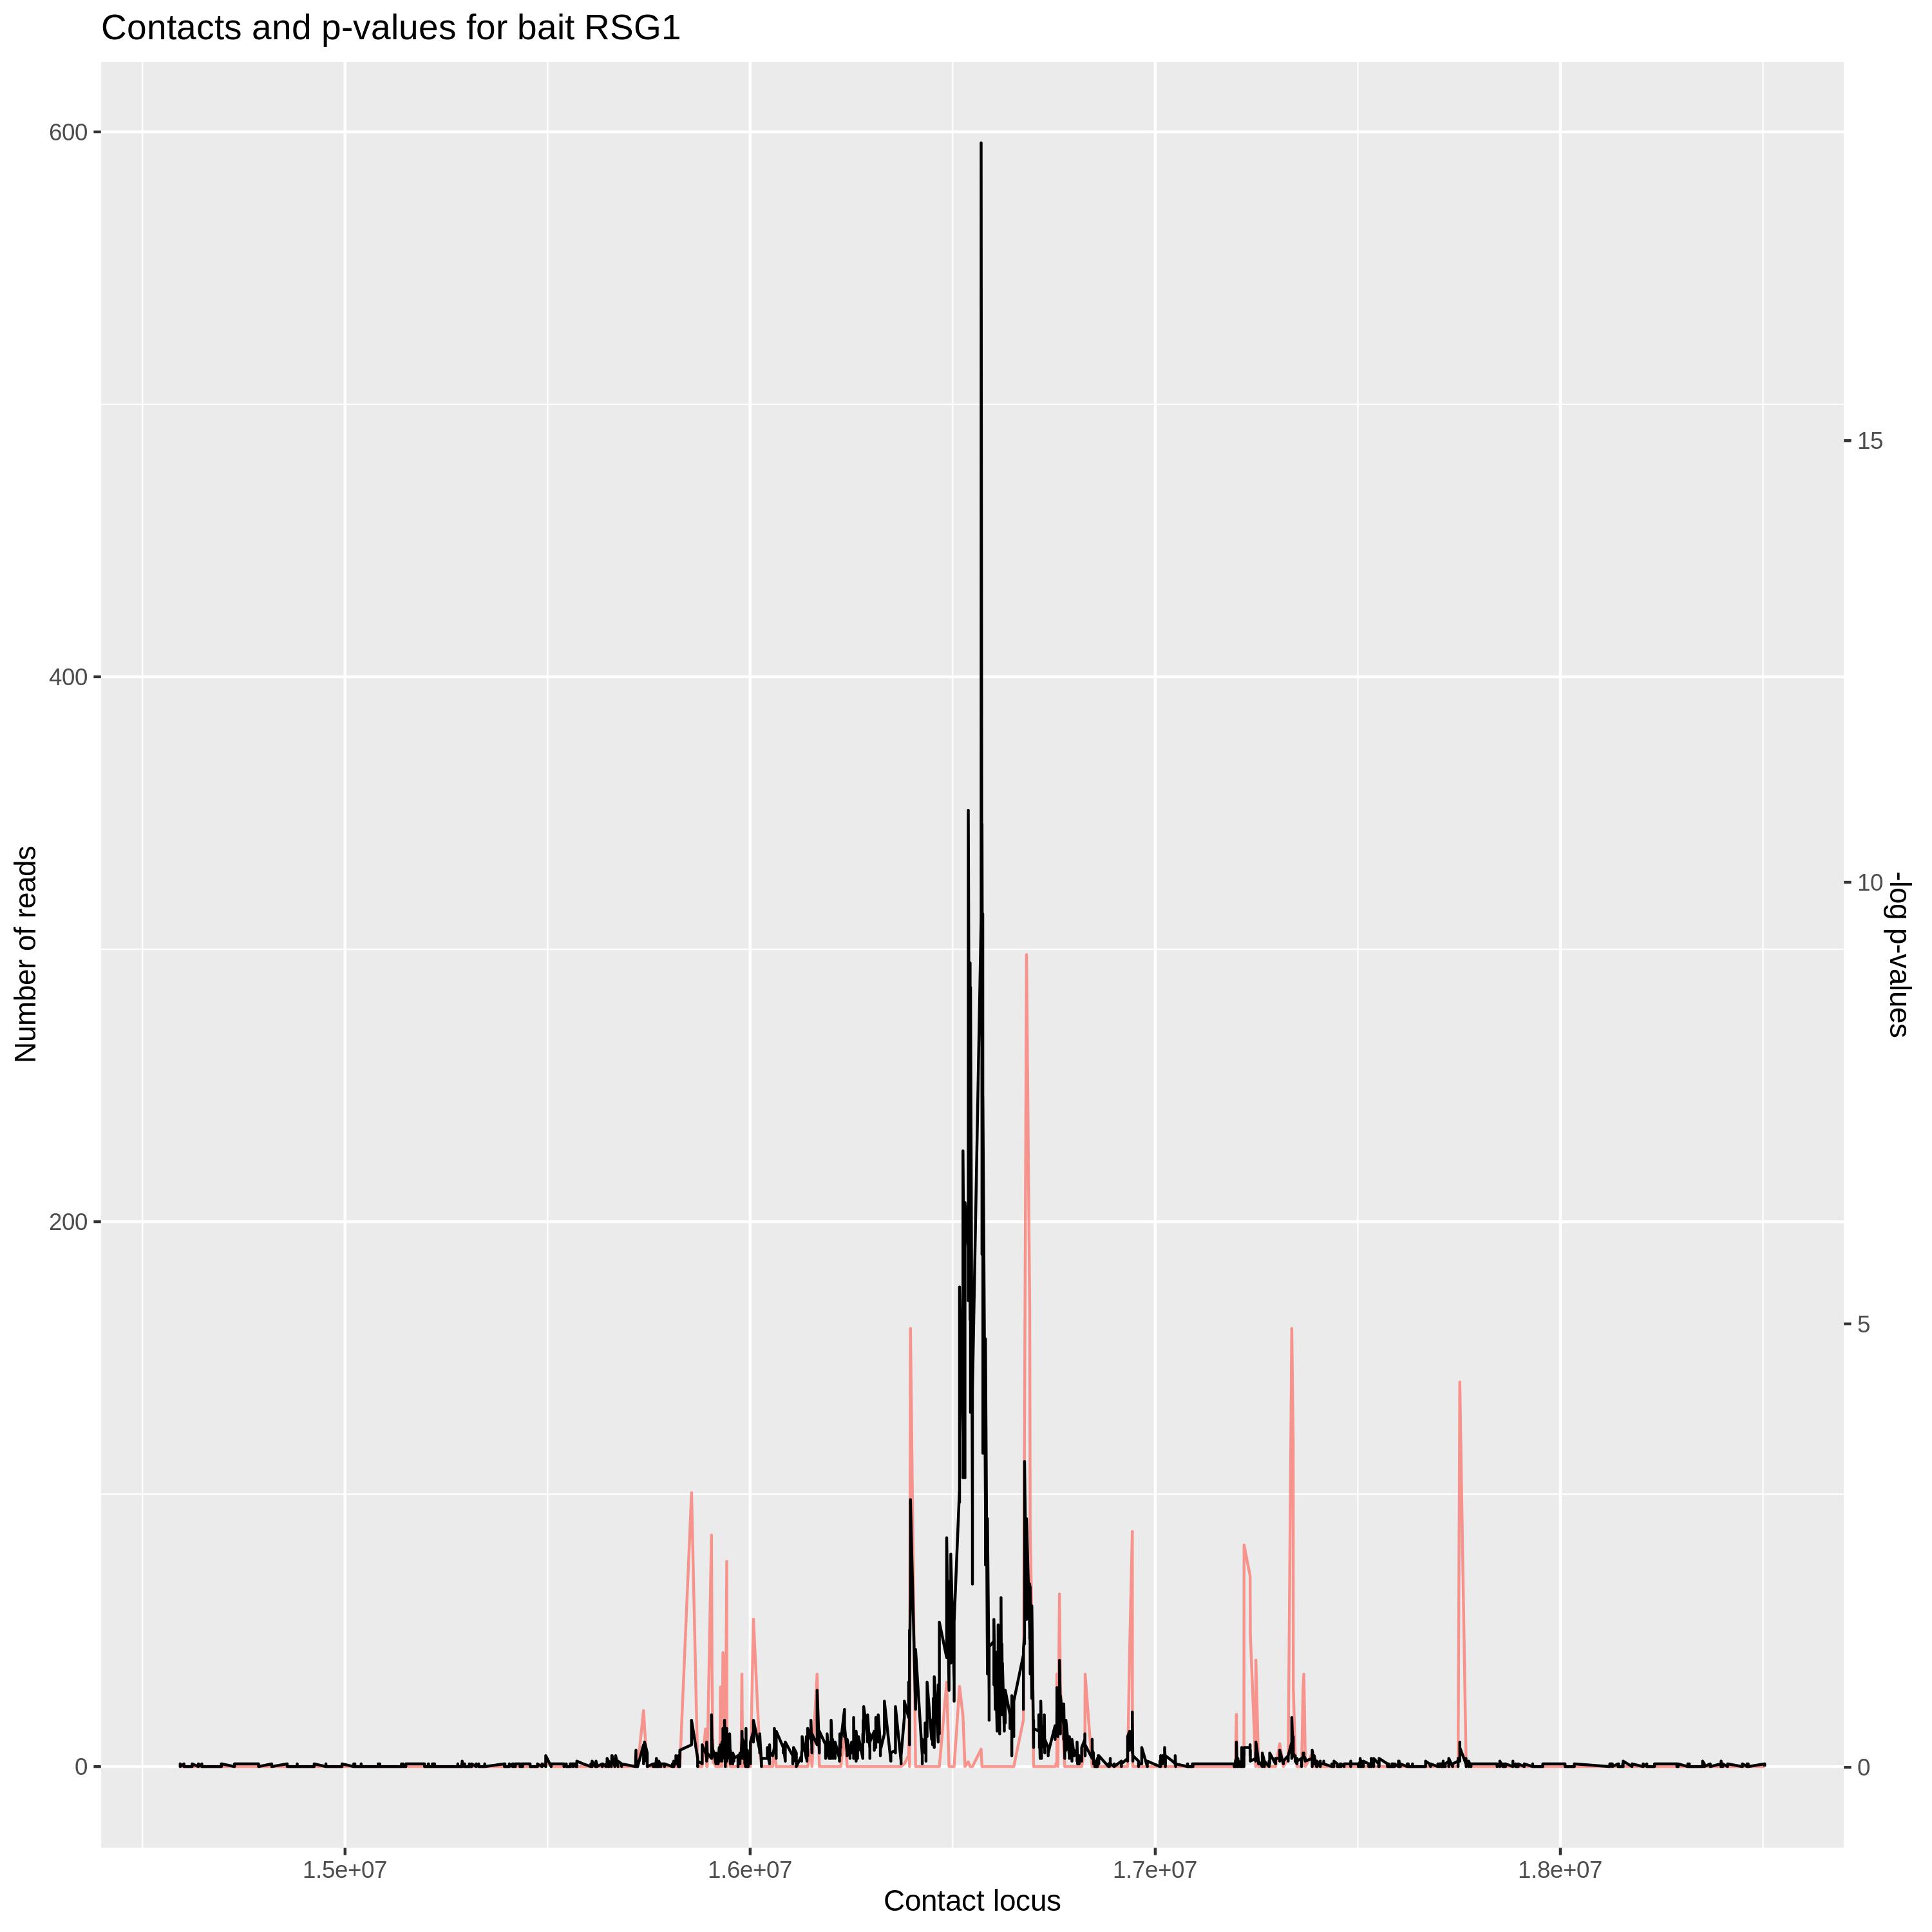 Contacts and p-values for bait RSG1
600
400
200
0
Number of reads
15
10
5
0
-log p-values
1.5e+07
1.6e+07
1.7e+07
1.8e+07
Contact locus